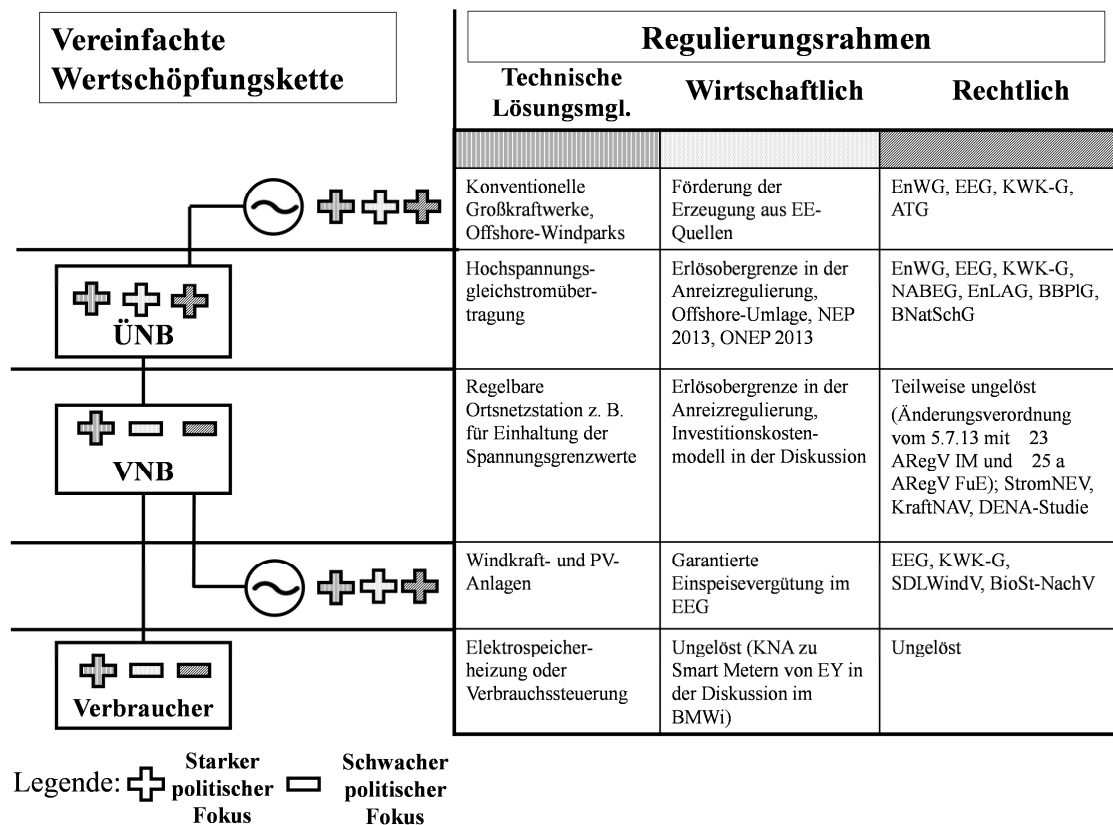 Vereinfachte
Wertschöpfungskette
Regulierungsrahmen
Technische
Lösungsmgl.
Wirtschaftlich
Rechtlich
Konventionelle
Großkraftwerke,
Offshore-Windparks
Förderung der
Erzeugung aus EE-
Quellen
EnWG, EEG, KWK-G,
ATG
ÜNB
Hochspannungs-
gleichstromüber-
tragung
Erlösobergrenze in der
Anreizregulierung,
Offshore-Umlage, NEP
2013, ONEP 2013
EnWG, EEG, KWK-G,
NABEG, EnLAG, BBPlG,
BNatSchG
VNB
Regelbare
Ortsnetzstation z. B.
für Einhaltung der
Spannungsgrenzwerte
Erlösobergrenze in der
Anreizregulierung,
Investitionskosten-
modell in der Diskussion
Teilweise ungelöst
(Änderungsverordnung
vom 5.7.13 mit 23
ARegV IM und 25 a
ARegV FuE); StromNEV,
KraftNAV, DENA-Studie
Windkraft- und PV-
Anlagen
Garantierte
Einspeisevergütung im
EEG
EEG, KWK-G,
SDLWindV, BioSt-NachV
Verbraucher
Elektrospeicher-
heizung oder
Verbrauchssteuerung
Ungelöst (KNA zu
Smart Metern von EY in
der Diskussion im
BMWi)
Ungelöst
Legende:
Starker
politischer
Fokus
Schwacher
politischer
Fokus